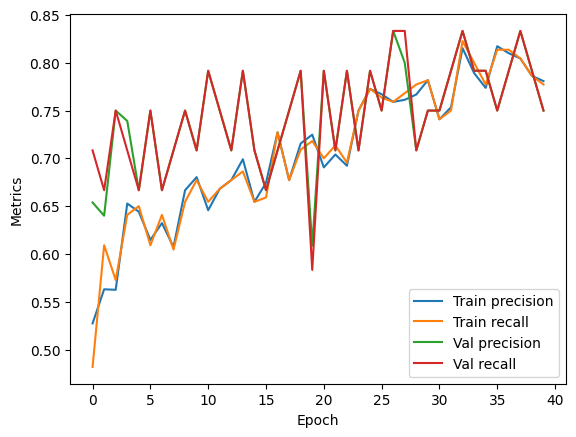 0.85
0.80
0.75
0.70
0.65
0.60
0.55
0.50
Metrics
0 5 10 15 20 25 30 35 40
Epoch
Train precision
Train recall
Val precision
Val recall